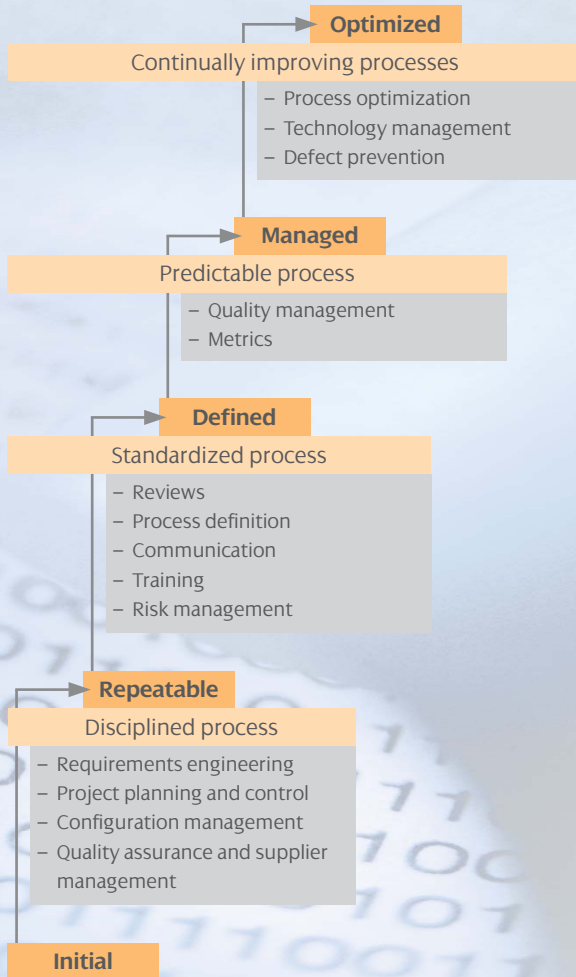 Optimized
Continually improving processes
– Process optimization
– Technology management
– Defect prevention
Managed
Predictable process
– Quality management
– Metrics
Defined
Standardized process
– Reviews
– Process definition
– Communication
– Training
– Risk management
Repeatable
Disciplined process
– Requirements engineering
– Project planning and control
– Configuration management
– Quality assurance and supplier
management
Initial